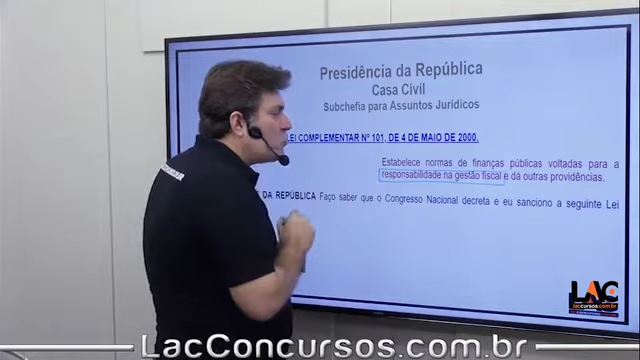 Presidência da República
Casa Civil
Subchefia para Assuntos Jurídicos
LEI COMPLEMENTAR Nº 101, DE 4 DE MAIO DE 2000.
Estabelece normas de finanças públicas voltadas para a
responsabilidade na gestão fiscal e dá outras providências.
DA REPÚBLICA Faço saber que o Congresso Nacional decreta e eu sanciono a seguinte Lei
LAC
laccursos.com.br
LacConcursos.com.br